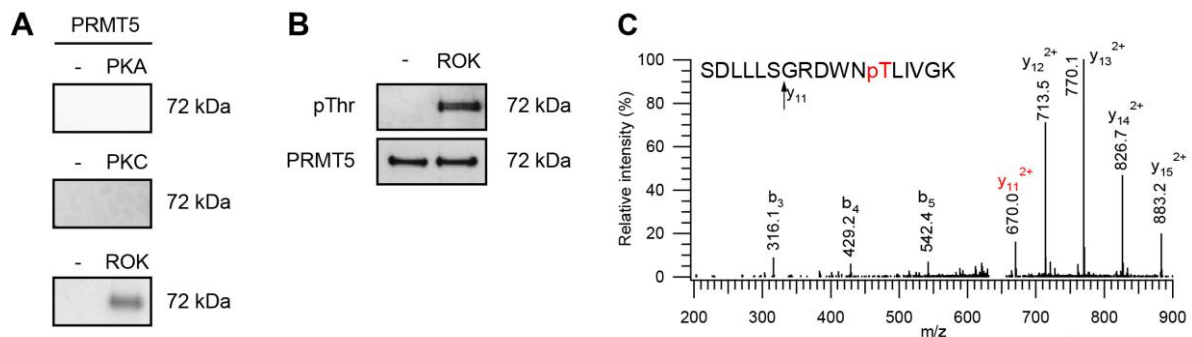 A
PRMT5
- PKA
72 kDa
- PKC
72 kDa
- ROK
72 kDa
B
- ROK
pThr
72 kDa
PRMT5
72 kDa
C
SDLLLSGRDWNpTLIVGK
y11
Relative intensity (%)
100
80
60
40
20
0
b3
316.1
b4
429.2
b5
542.4
y11 2+
670.0
y12 2+
713.5
y13 2+
770.1
y14 2+
826.7
y15 2+
883.2
200 300 400 500 600 700 800 900
m/z